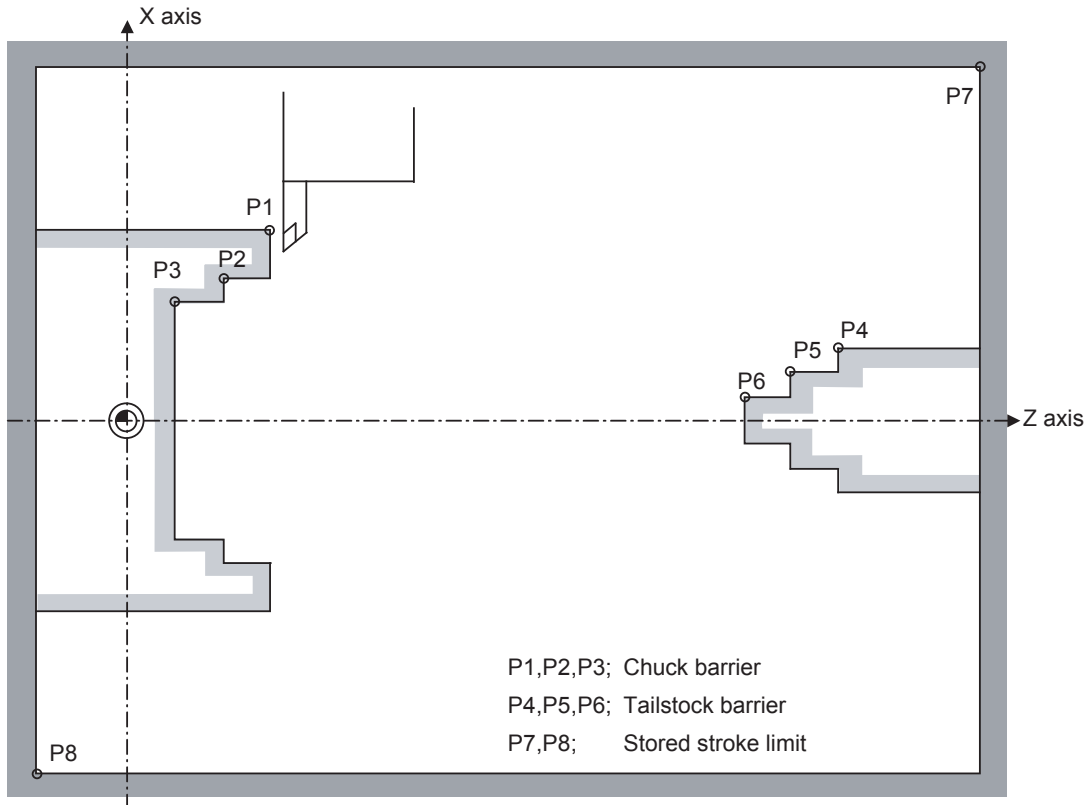 X axis
P7
P1
P2
P3
P4
P5
P6
Z axis
P1,P2,P3; Chuck barrier
P4,P5,P6; Tailstock barrier
P7,P8; Stored stroke limit
P8